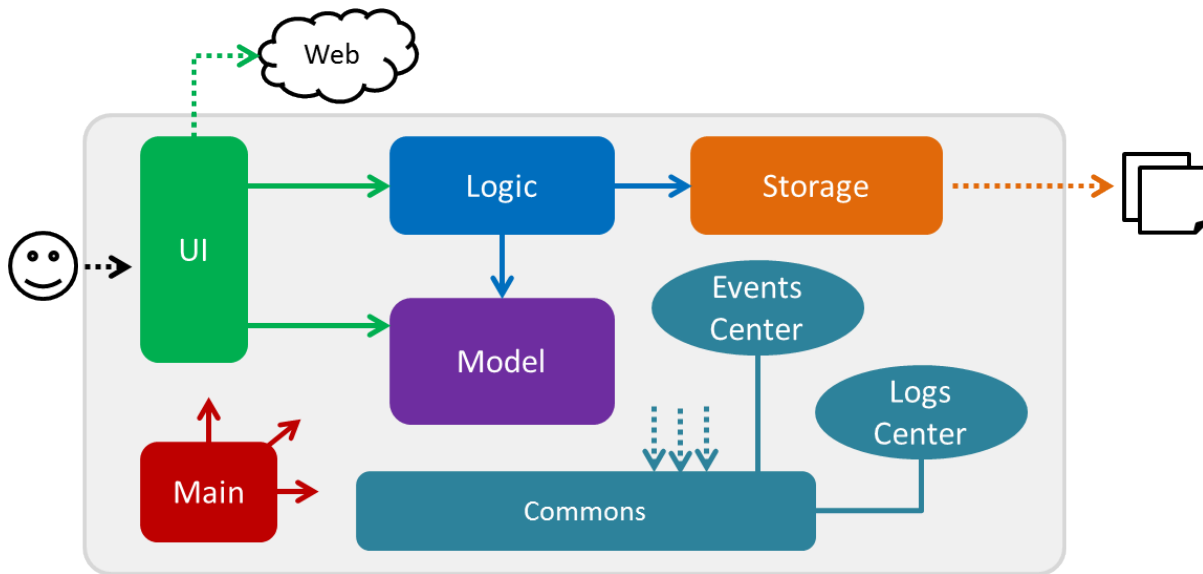 Web
UI
Logic
Storage
Events
Center
Model
Logs
Center
Main
Commons